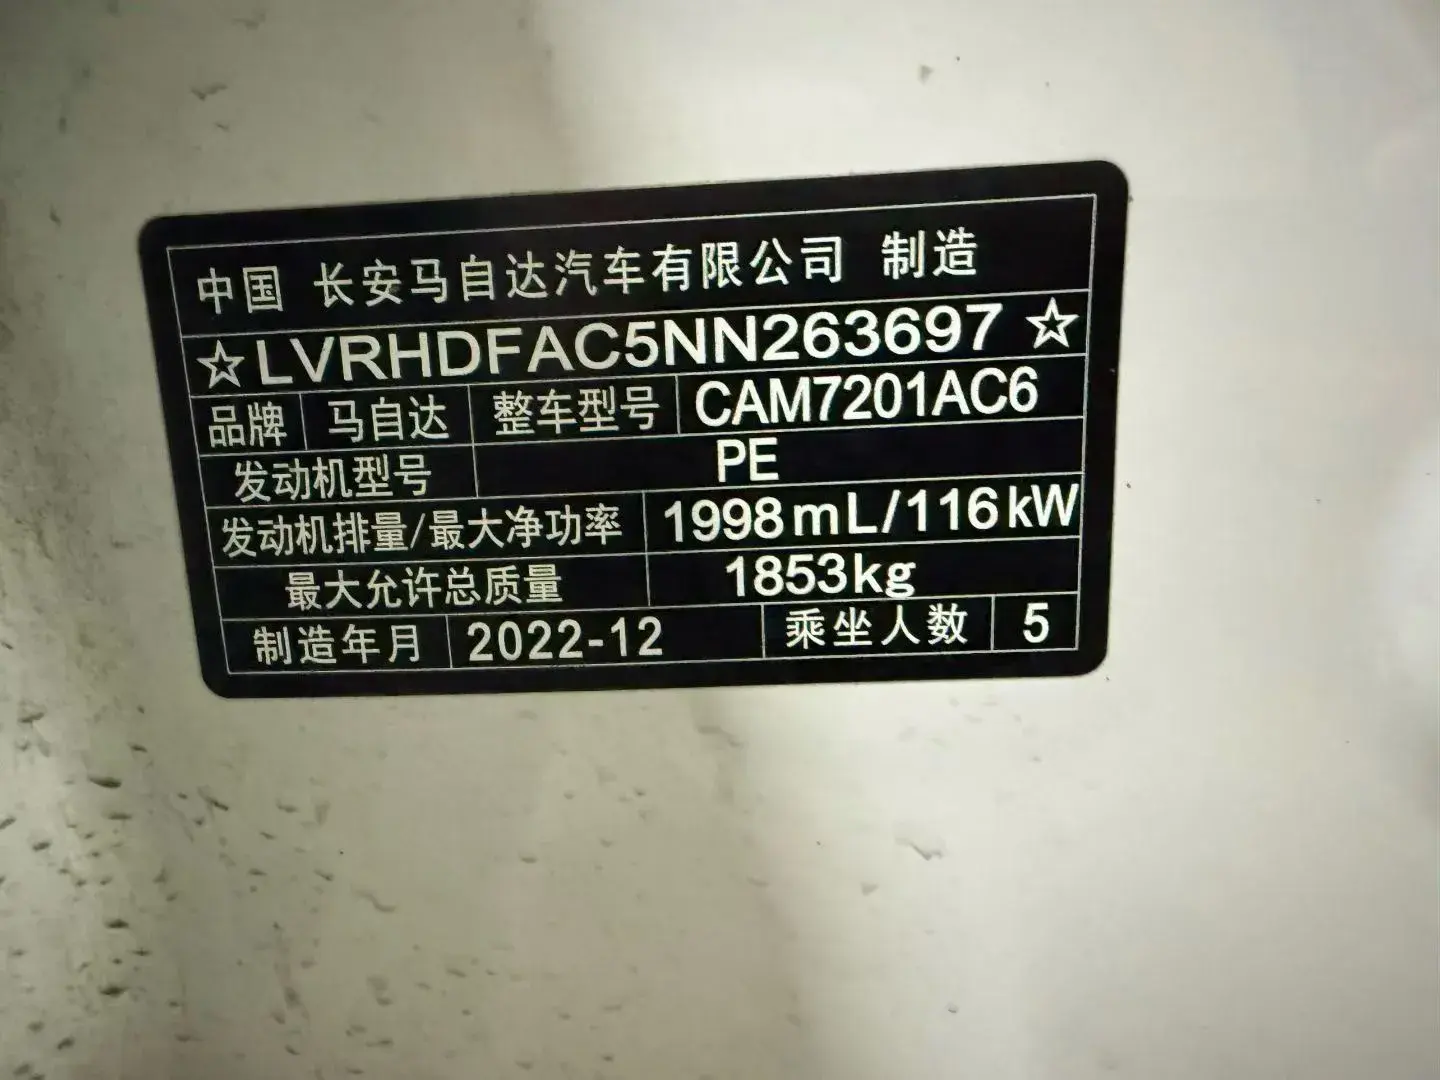 中国 长安马自达汽车有限公司 制造
☆LVRHDFAC5NN263697☆
品牌 马自达 整车型号 CAM7201AC6
发动机型号 PE
发动机排量/最大净功率 1998mL/116kW
最大允许总质量 1853kg
制造年月 2022-12 乘坐人数 5